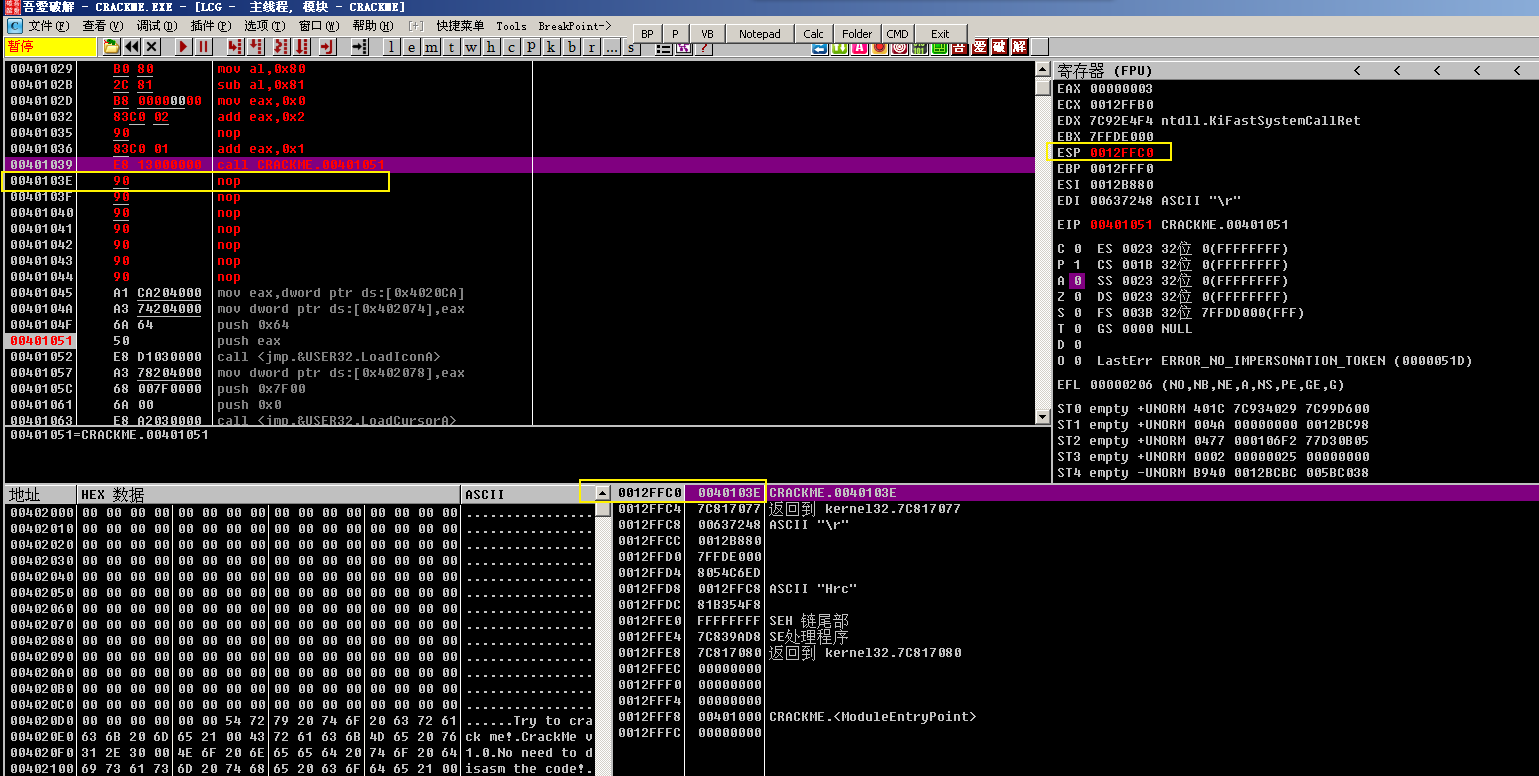 吾爱破解 - CRACKME.EXE - [LCG - 主线程, 模块 - CRACKME]
C 文件(F) 查看(V) 调试(D) 插件(P) 选项(T) 窗口(W) 帮助(H) [+] 快捷菜单 Tools BreakPoint->
BP P VB Notepad Calc Folder CMD Exit
暂停 l e m t w h c P k b r ... s ? 吾 爱 破 解
00401029 B0 80 mov al,0x80
0040102B 2C 81 sub al,0x81
0040102D B8 00000000 mov eax,0x0
00401032 83C0 02 add eax,0x2
00401035 90 nop
00401036 83C0 01 add eax,0x1
00401039 E8 13000000 call CRACKME.00401051
0040103E 90 nop
0040103F 90 nop
00401040 90 nop
00401041 90 nop
00401042 90 nop
00401043 90 nop
00401044 90 nop
00401045 A1 CA204000 mov eax,dword ptr ds:[0x4020CA]
0040104A A3 74204000 mov dword ptr ds:[0x402074],eax
0040104F 6A 64 push 0x64
00401051 50 push eax
00401052 E8 D1030000 call <jmp.&USER32.LoadIconA>
00401057 A3 78204000 mov dword ptr ds:[0x402078],eax
0040105C 68 007F0000 push 0x7F00
00401061 6A 00 push 0x0
00401063 E8 A2030000 call <jmp.&USER32.LoadCursorA>
00401051=CRACKME.00401051
寄存器 (FPU) < < < < <
EAX 00000003
ECX 0012FFB0
EDX 7C92E4F4 ntdll.KiFastSystemCallRet
EBX 7FFDE000
ESP 0012FFC0
EBP 0012FFF0
ESI 0012B880
EDI 00637248 ASCII "\r"
EIP 00401051 CRACKME.00401051
C 0 ES 0023 32位 0(FFFFFFFF)
P 1 CS 001B 32位 0(FFFFFFFF)
A 0 SS 0023 32位 0(FFFFFFFF)
Z 0 DS 0023 32位 0(FFFFFFFF)
S 0 FS 003B 32位 7FFDD000(FFF)
T 0 GS 0000 NULL
D 0
O 0 LastErr ERROR_NO_IMPERSONATION_TOKEN (0000051D)
EFL 00000206 (NO,NB,NE,A,NS,PE,GE,G)
ST0 empty +UNORM 401C 7C934029 7C99D600
ST1 empty +UNORM 004A 00000000 0012BC98
ST2 empty +UNORM 0477 000106F2 77D30B05
ST3 empty +UNORM 0002 00000025 00000000
ST4 empty -UNORM B940 0012BCBC 005BC038
地址 HEX 数据 ASCII
00402000 00 00 00 00 00 00 00 00 00 00 00 00 00 00 00 00 ................
00402010 00 00 00 00 00 00 00 00 00 00 00 00 00 00 00 00 ................
00402020 00 00 00 00 00 00 00 00 00 00 00 00 00 00 00 00 ................
00402030 00 00 00 00 00 00 00 00 00 00 00 00 00 00 00 00 ................
00402040 00 00 00 00 00 00 00 00 00 00 00 00 00 00 00 00 ................
00402050 00 00 00 00 00 00 00 00 00 00 00 00 00 00 00 00 ................
00402060 00 00 00 00 00 00 00 00 00 00 00 00 00 00 00 00 ................
00402070 00 00 00 00 00 00 00 00 00 00 00 00 00 00 00 00 ................
00402080 00 00 00 00 00 00 00 00 00 00 00 00 00 00 00 00 ................
00402090 00 00 00 00 00 00 00 00 00 00 00 00 00 00 00 00 ................
004020A0 00 00 00 00 00 00 00 00 00 00 00 00 00 00 00 00 ................
004020B0 00 00 00 00 00 00 00 00 00 00 00 00 00 00 00 00 ................
004020C0 00 00 00 00 00 00 00 00 00 00 00 00 00 00 00 00 ................
004020D0 00 00 00 00 00 00 54 72 79 20 74 6F 20 63 72 61 ......Try to cra
004020E0 63 6B 20 6D 65 21 00 43 72 61 63 6B 4D 65 20 76 ck me!.CrackMe v
004020F0 31 2E 30 00 4E 6F 20 6E 65 65 64 20 74 6F 20 64 1.0.No need to d
00402100 69 73 61 73 6D 20 74 68 65 20 63 6F 64 65 21 00 isasm the code!.
0012FFC0 0040103E CRACKME.0040103E
0012FFC4 7C817077 返回到 kernel32.7C817077
0012FFC8 00637248 ASCII "\r"
0012FFCC 0012B880
0012FFD0 7FFDE000
0012FFD4 8054C6ED
0012FFD8 0012FFC8 ASCII "Hrc"
0012FFDC 81B354F8
0012FFE0 FFFFFFFF SEH 链尾部
0012FFE4 7C839AD8 SE处理程序
0012FFE8 7C817080 返回到 kernel32.7C817080
0012FFEC 00000000
0012FFF0 00000000
0012FFF4 00000000
0012FFF8 00401000 CRACKME.<ModuleEntryPoint>
0012FFFC 00000000